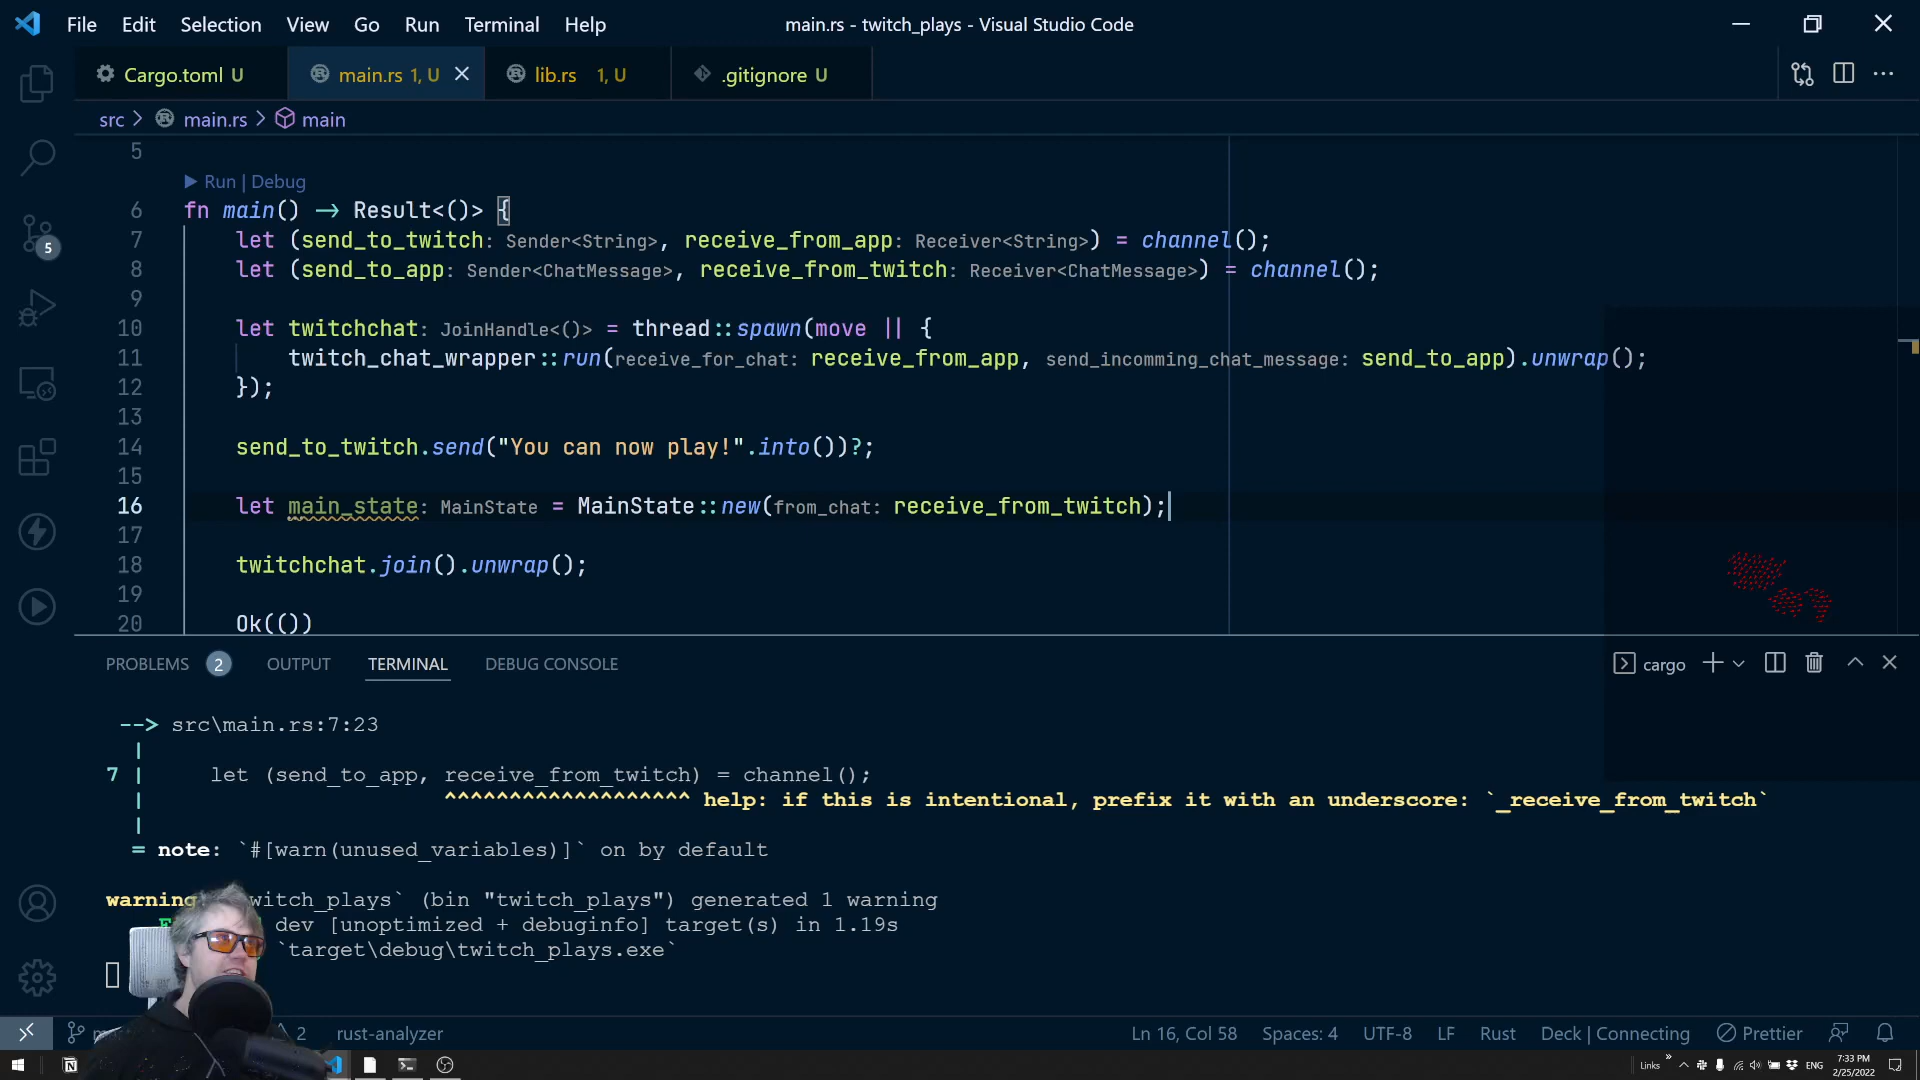 File Edit Selection View Go Run Terminal Help
main.rs - twitch_plays - Visual Studio Code
Cargo.toml U
main.rs 1, U
lib.rs 1, U
.gitignore U
src > main.rs > main
5
Run | Debug
6 fn main() → Result<()> {
7 let (send_to_twitch: Sender<String>, receive_from_app: Receiver<String>) = channel();
8 let (send_to_app: Sender<ChatMessage>, receive_from_twitch: Receiver<ChatMessage>) = channel();
9
10 let twitchchat: JoinHandle<()> = thread::spawn(move || {
11 twitch_chat_wrapper::run(receive_for_chat: receive_from_app, send_incomming_chat_message: send_to_app).unwrap();
12 });
13
14 send_to_twitch.send("You can now play!".into())?;
15
16 let main_state: MainState = MainState::new(from_chat: receive_from_twitch);
17
18 twitchchat.join().unwrap();
19
20 Ok(())
5
PROBLEMS 2 OUTPUT TERMINAL DEBUG CONSOLE
cargo
--> src\main.rs:7:23
|
7 | let (send_to_app, receive_from_twitch) = channel();
| ^^^^^^^^^^^^^^^^^^^ help: if this is intentional, prefix it with an underscore: `_receive_from_twitch`
|
= note: `#[warn(unused_variables)]` on by default
warning: witch_plays` (bin "twitch_plays") generated 1 warning
dev [unoptimized + debuginfo] target(s) in 1.19s
`target\debug\twitch_plays.exe`
2 rust-analyzer
Ln 16, Col 58 Spaces: 4 UTF-8 LF Rust Deck | Connecting Prettier
Links » ENG
7:33 PM
2/25/2022